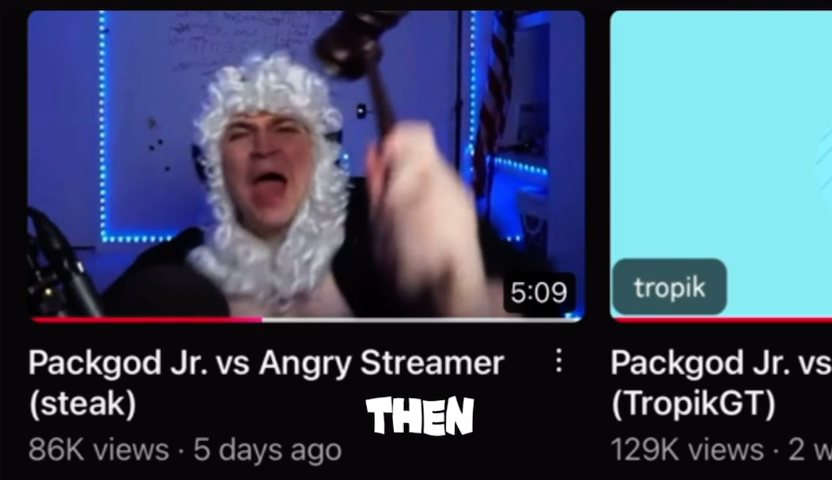 5:09
tropik
Packgod Jr. vs Angry Streamer
(steak)
86K views · 5 days ago
Packgod Jr. vs
(TropikGT)
129K views · 2 w
THEN